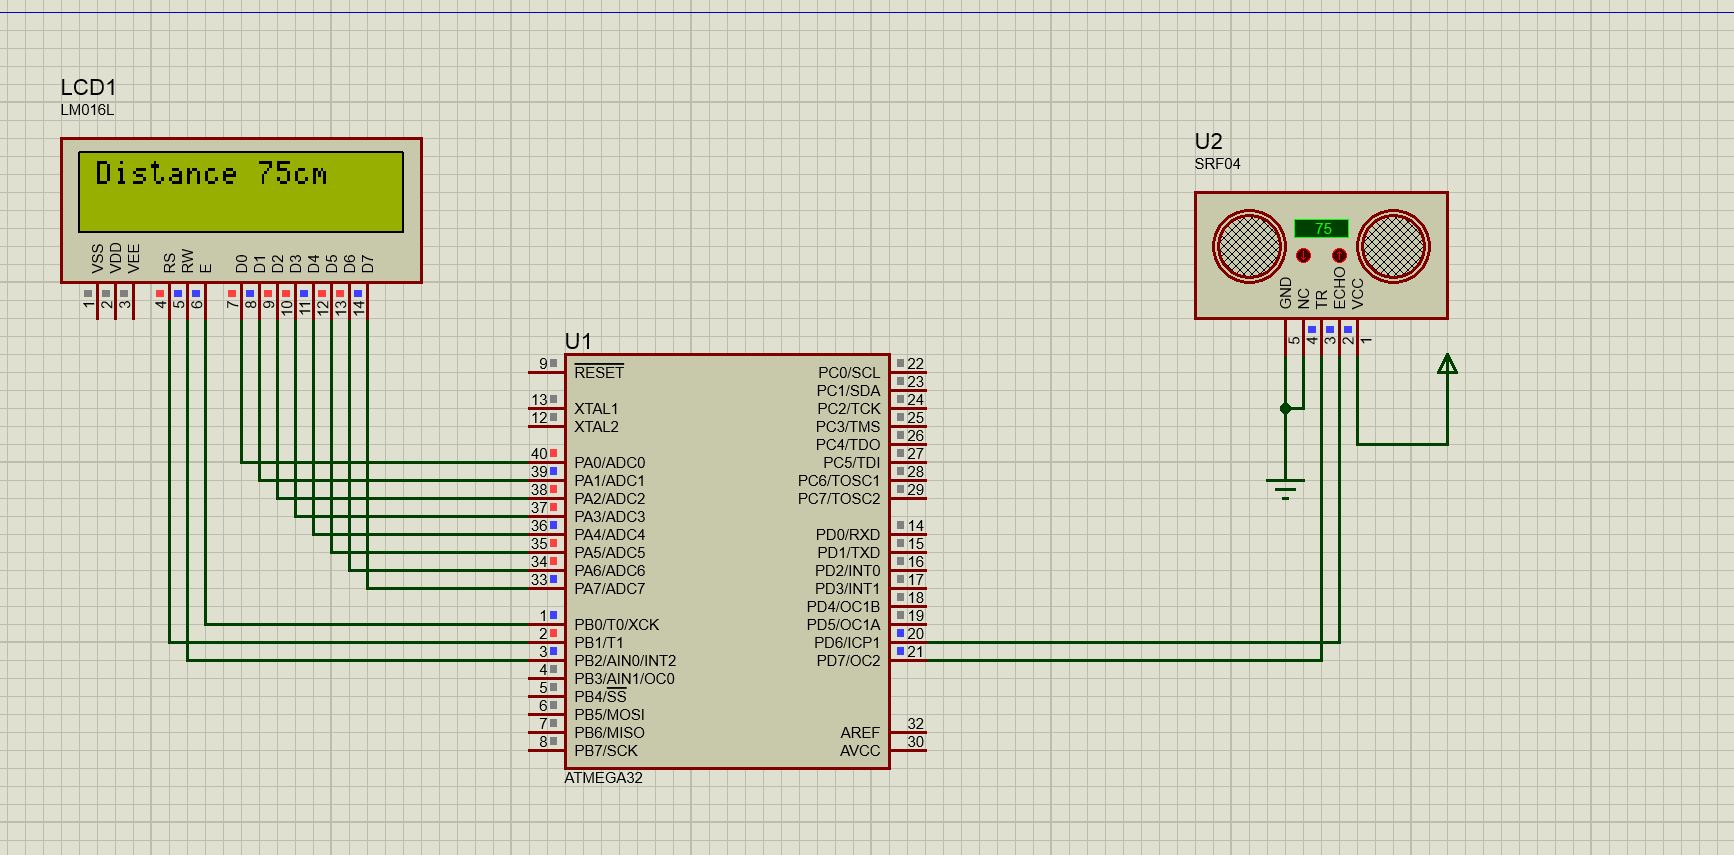 LCD1
LM016L
Distance 75cm
VSS
VDD
VEE
RS
RW
E
D0
D1
D2
D3
D4
D5
D6
D7
1
2
3
4
5
6
7
8
9
10
11
12
13
14
U1
9 RESET
13 XTAL1
12 XTAL2
40 PA0/ADC0
39 PA1/ADC1
38 PA2/ADC2
37 PA3/ADC3
36 PA4/ADC4
35 PA5/ADC5
34 PA6/ADC6
33 PA7/ADC7
1 PB0/T0/XCK
2 PB1/T1
3 PB2/AIN0/INT2
4 PB3/AIN1/OC0
5 PB4/SS
6 PB5/MOSI
7 PB6/MISO
8 PB7/SCK
PC0/SCL 22
PC1/SDA 23
PC2/TCK 24
PC3/TMS 25
PC4/TDO 26
PC5/TDI 27
PC6/TOSC1 28
PC7/TOSC2 29
PD0/RXD 14
PD1/TXD 15
PD2/INT0 16
PD3/INT1 17
PD4/OC1B 18
PD5/OC1A 19
PD6/ICP1 20
PD7/OC2 21
AREF 32
AVCC 30
ATMEGA32
U2
SRF04
75
GND
NC
TR
ECHO
VCC
5
4
3
2
1